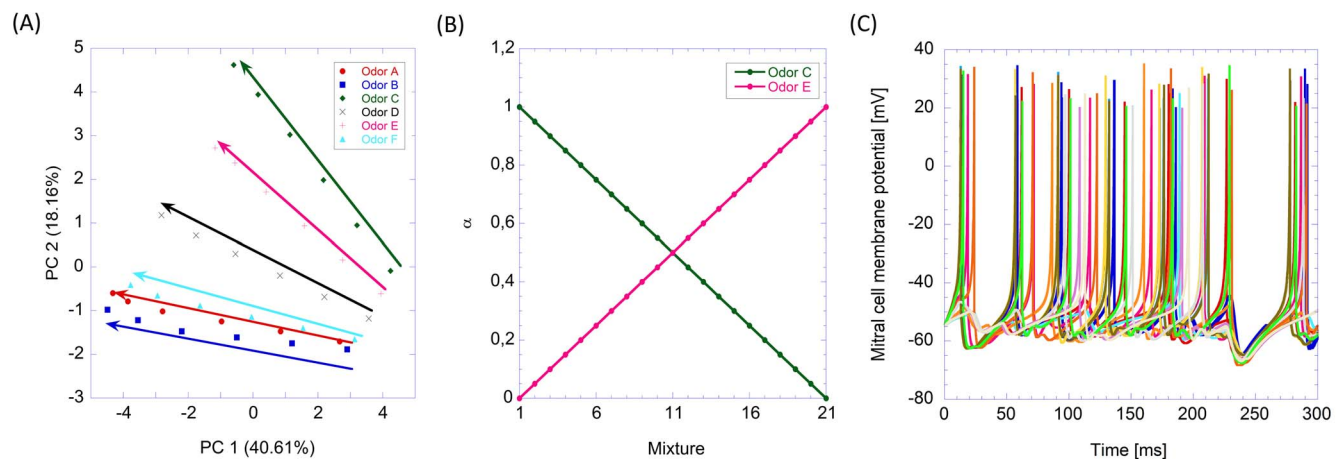 (A)
5
4
3
2
1
0
-1
-2
-3
-4
-2
0
2
4
PC 2 (18.16%)
PC 1 (40.61%)
Odor A
Odor B
Odor C
Odor D
Odor E
Odor F
(B)
1,2
1
0,8
0,6
0,4
0,2
0
1
6
11
16
21
α
Mixture
Odor C
Odor E
(C)
40
20
0
-20
-40
-60
-80
0
50
100
150
200
250
300
Mitral cell membrane potential [mV]
Time [ms]